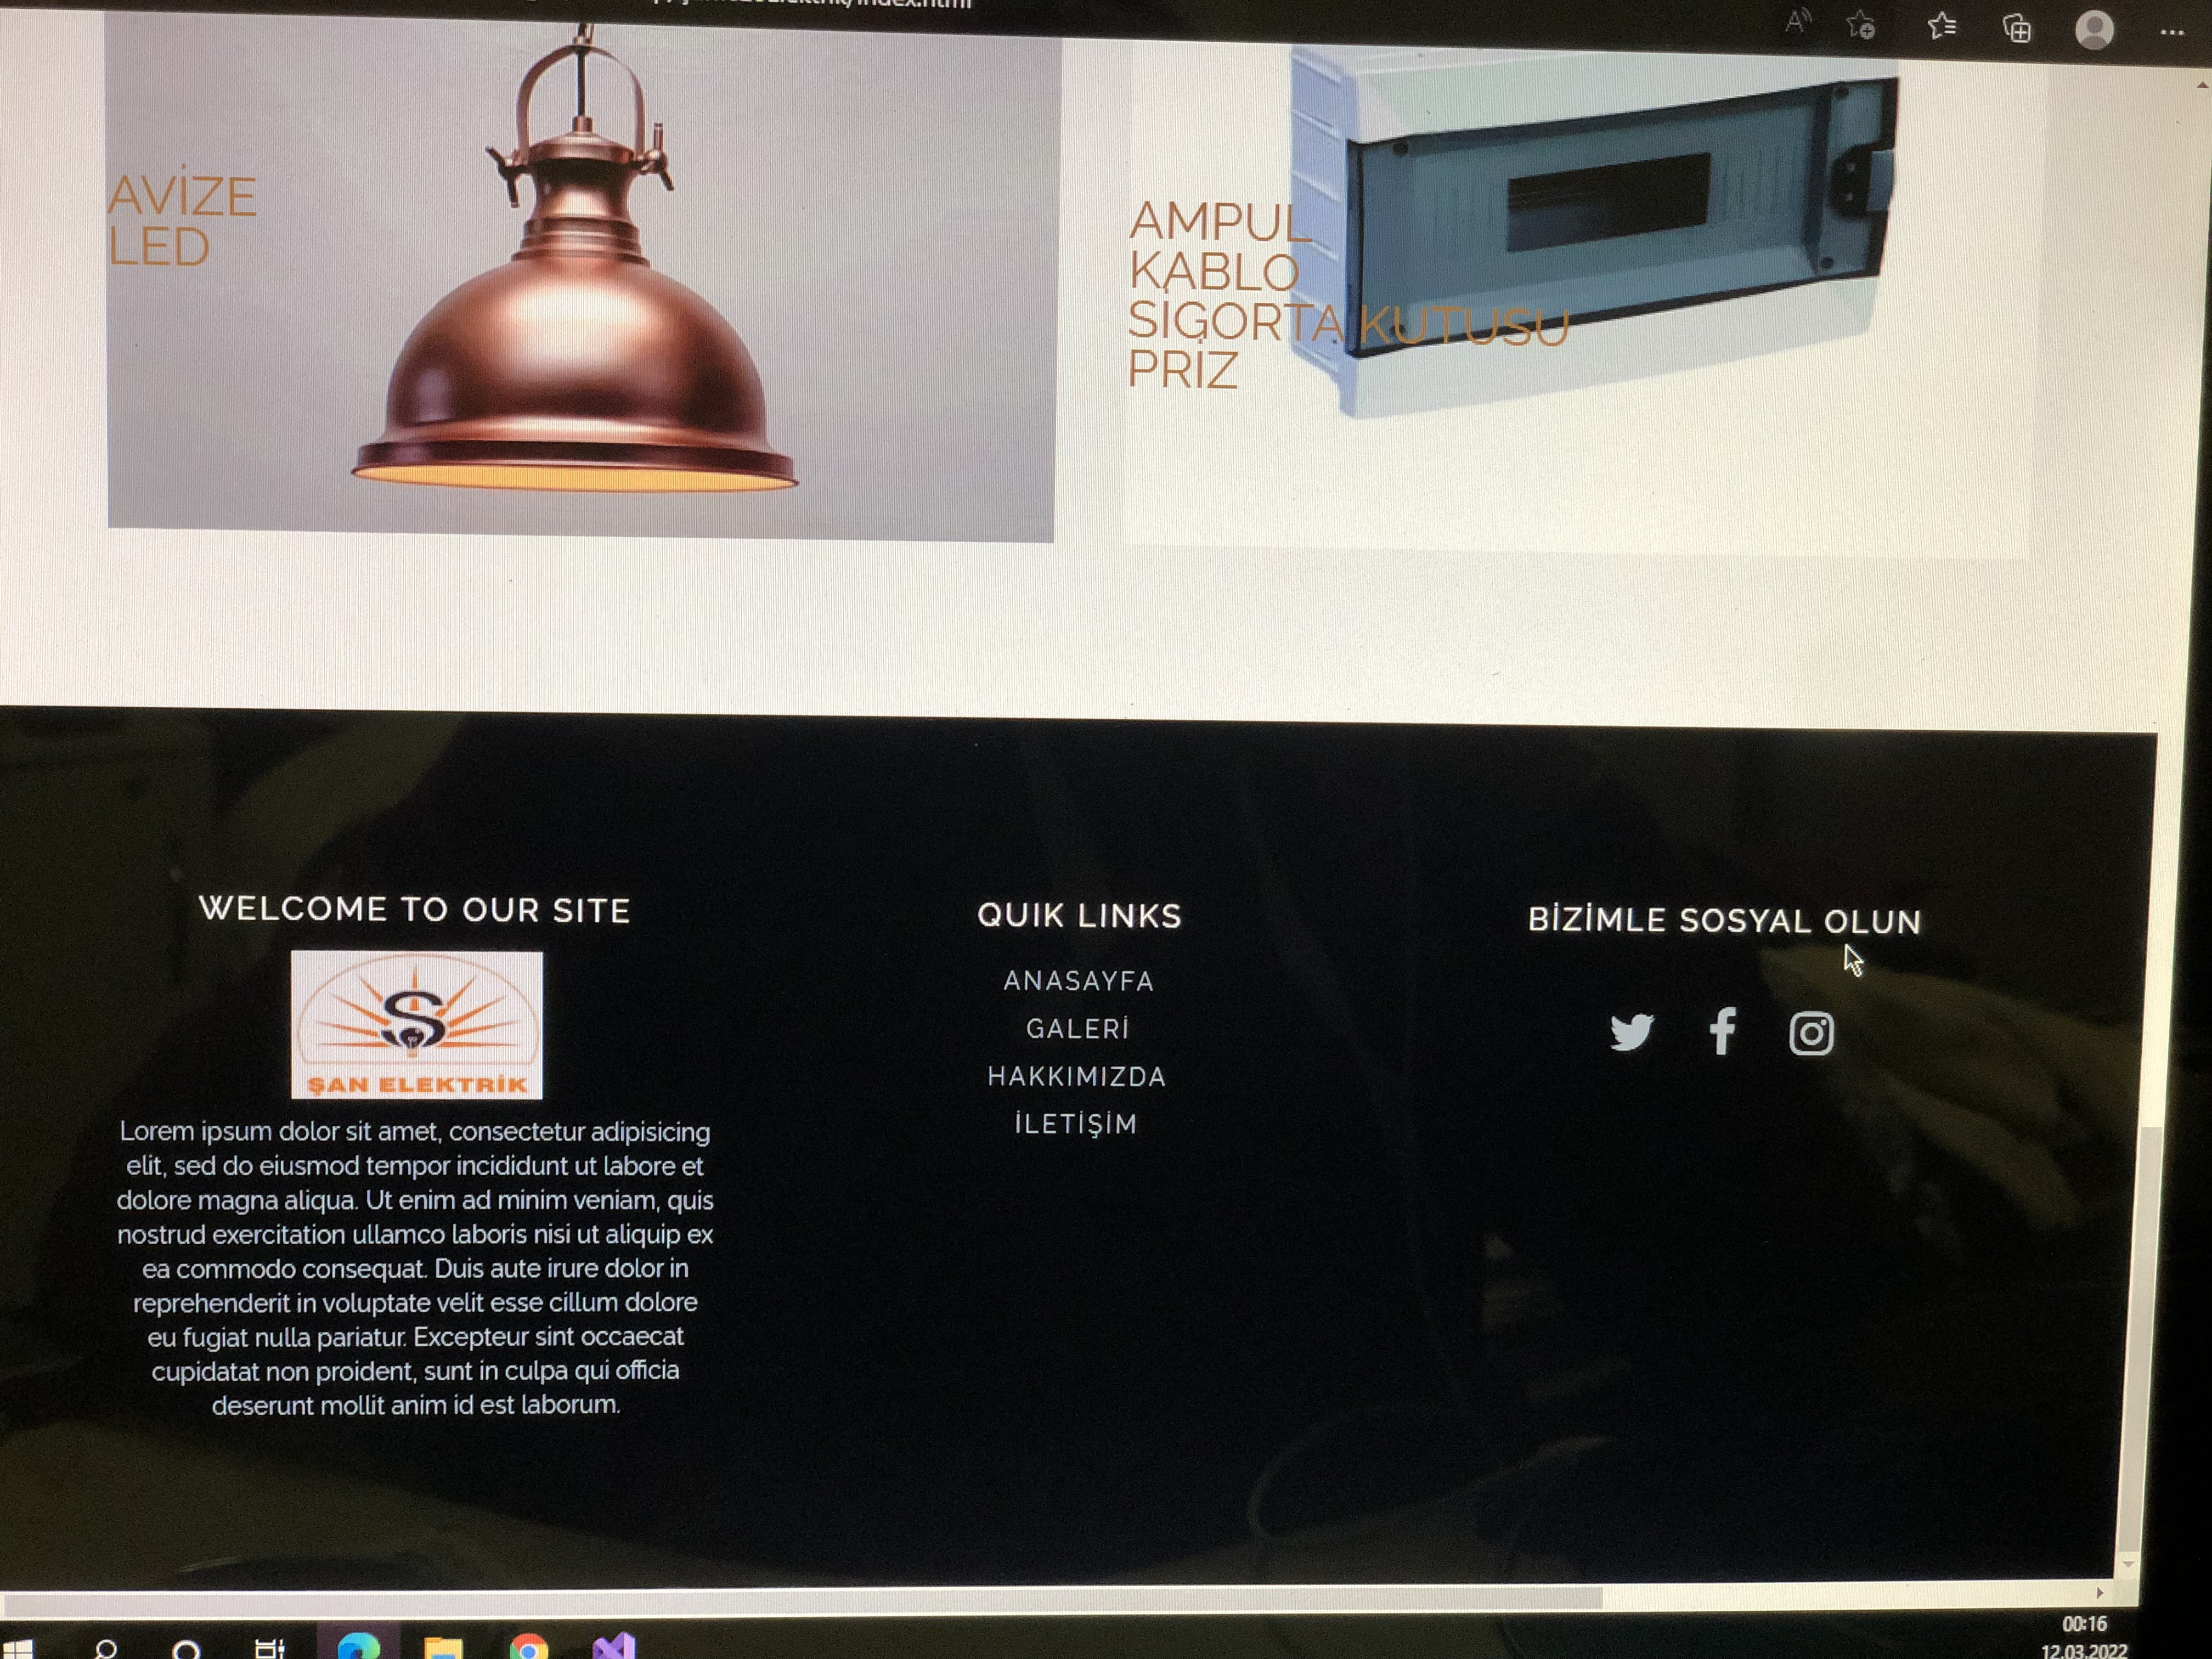 AVİZE
LED
AMPUL
KABLO
SİGORTA KUTUSU
PRİZ
WELCOME TO OUR SITE
ŞAN ELEKTRİK
Lorem ipsum dolor sit amet, consectetur adipisicing
elit, sed do eiusmod tempor incididunt ut labore et
dolore magna aliqua. Ut enim ad minim veniam, quis
nostrud exercitation ullamco laboris nisi ut aliquip ex
ea commodo consequat. Duis aute irure dolor in
reprehenderit in voluptate velit esse cillum dolore
eu fugiat nulla pariatur. Excepteur sint occaecat
cupidatat non proident, sunt in culpa qui officia
deserunt mollit anim id est laborum.
QUIK LINKS
ANASAYFA
GALERİ
HAKKIMIZDA
İLETİŞİM
BİZİMLE SOSYAL OLUN
00:16
12.03.2022